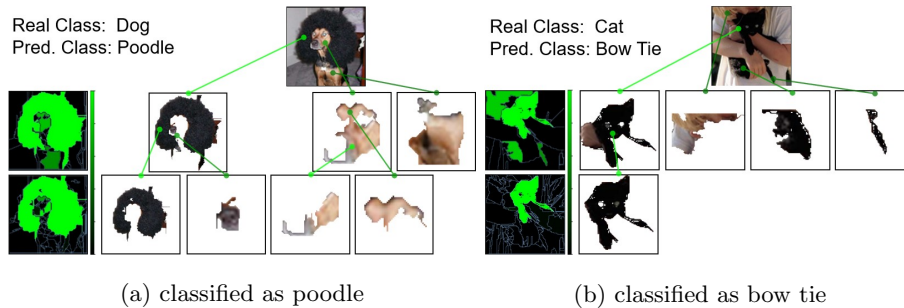 Real Class: Dog
Pred. Class: Poodle
Real Class: Cat
Pred. Class: Bow Tie
(a) classified as poodle
(b) classified as bow tie